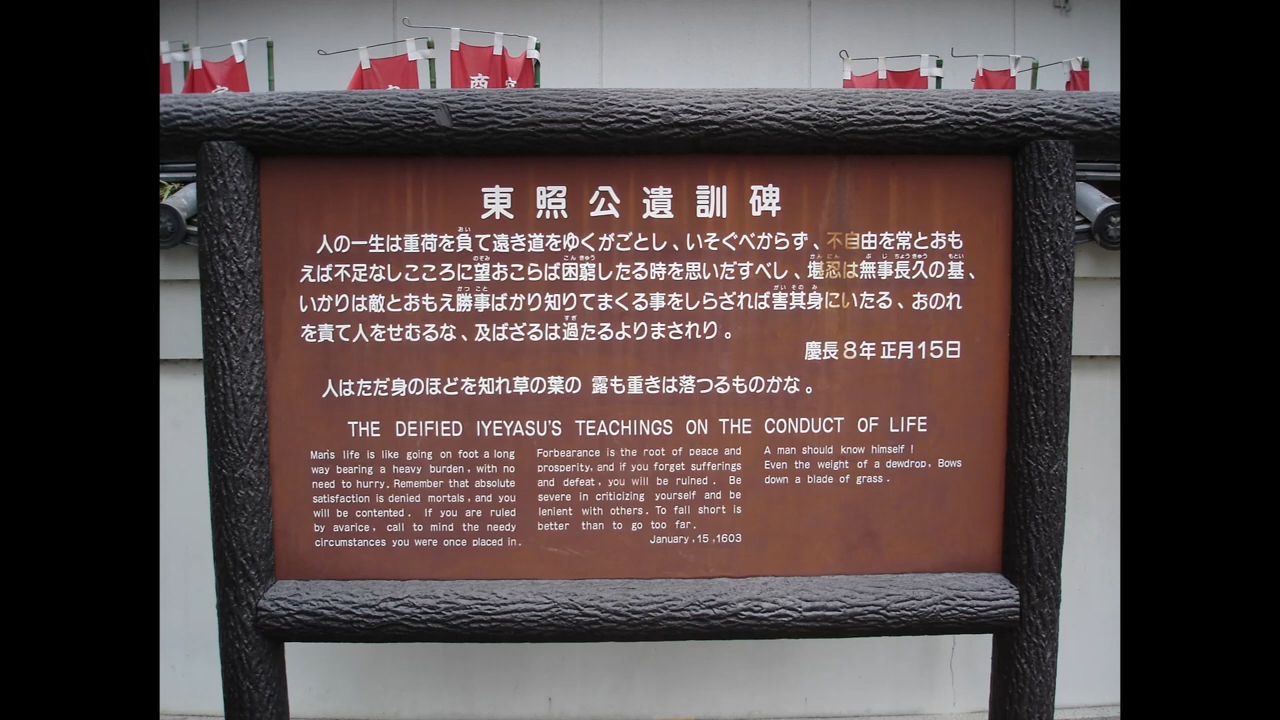 商
東照公遺訓碑
人の一生は重荷を負て遠き道をゆくがごとし、いそぐべからず、不自由を常とおも
えば不足なしこころに望おこらば困窮したる時を思いだすべし、堪忍は無事長久の基、
いかりは敵とおもえ勝事ばかり知りてまくる事をしらざれば害其身にいたる、おのれ
を責て人をせむるな、及ばざるは過たるよりまされり。
慶長8年正月15日
人はただ身のほどを知れ草の葉の 露も重きは落つるものかな。
THE DEIFIED IYEYASU'S TEACHINGS ON THE CONDUCT OF LIFE
Man's life is like going on foot a long
way bearing a heavy burden, with no
need to hurry. Remember that absolute
satisfaction is denied mortals, and you
will be contented. If you are ruled
by avarice, call to mind the needy
circumstances you were once placed in.
Forbearance is the root of peace and
prosperity, and if you forget sufferings
and defeat, you will be ruined. Be
severe in criticizing yourself and be
lenient with others. To fall short is
better than to go too far.
January, 15, 1603
A man should know himself!
Even the weight of a dewdrop, Bows
down a blade of grass.